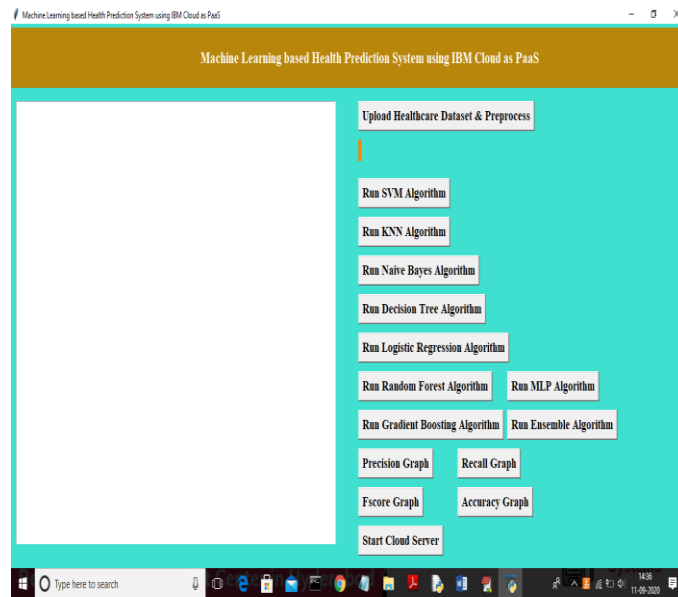 Machine Learning based Health Prediction System using IBM Cloud as PaaS
Machine Learning based Health Prediction System using IBM Cloud as PaaS
Upload Healthcare Dataset & Preprocess
Run SVM Algorithm
Run KNN Algorithm
Run Naive Bayes Algorithm
Run Decision Tree Algorithm
Run Logistic Regression Algorithm
Run Random Forest Algorithm
Run MLP Algorithm
Run Gradient Boosting Algorithm
Run Ensemble Algorithm
Precision Graph
Recall Graph
Fscore Graph
Accuracy Graph
Start Cloud Server
Type here to search
14:36
11-09-2020